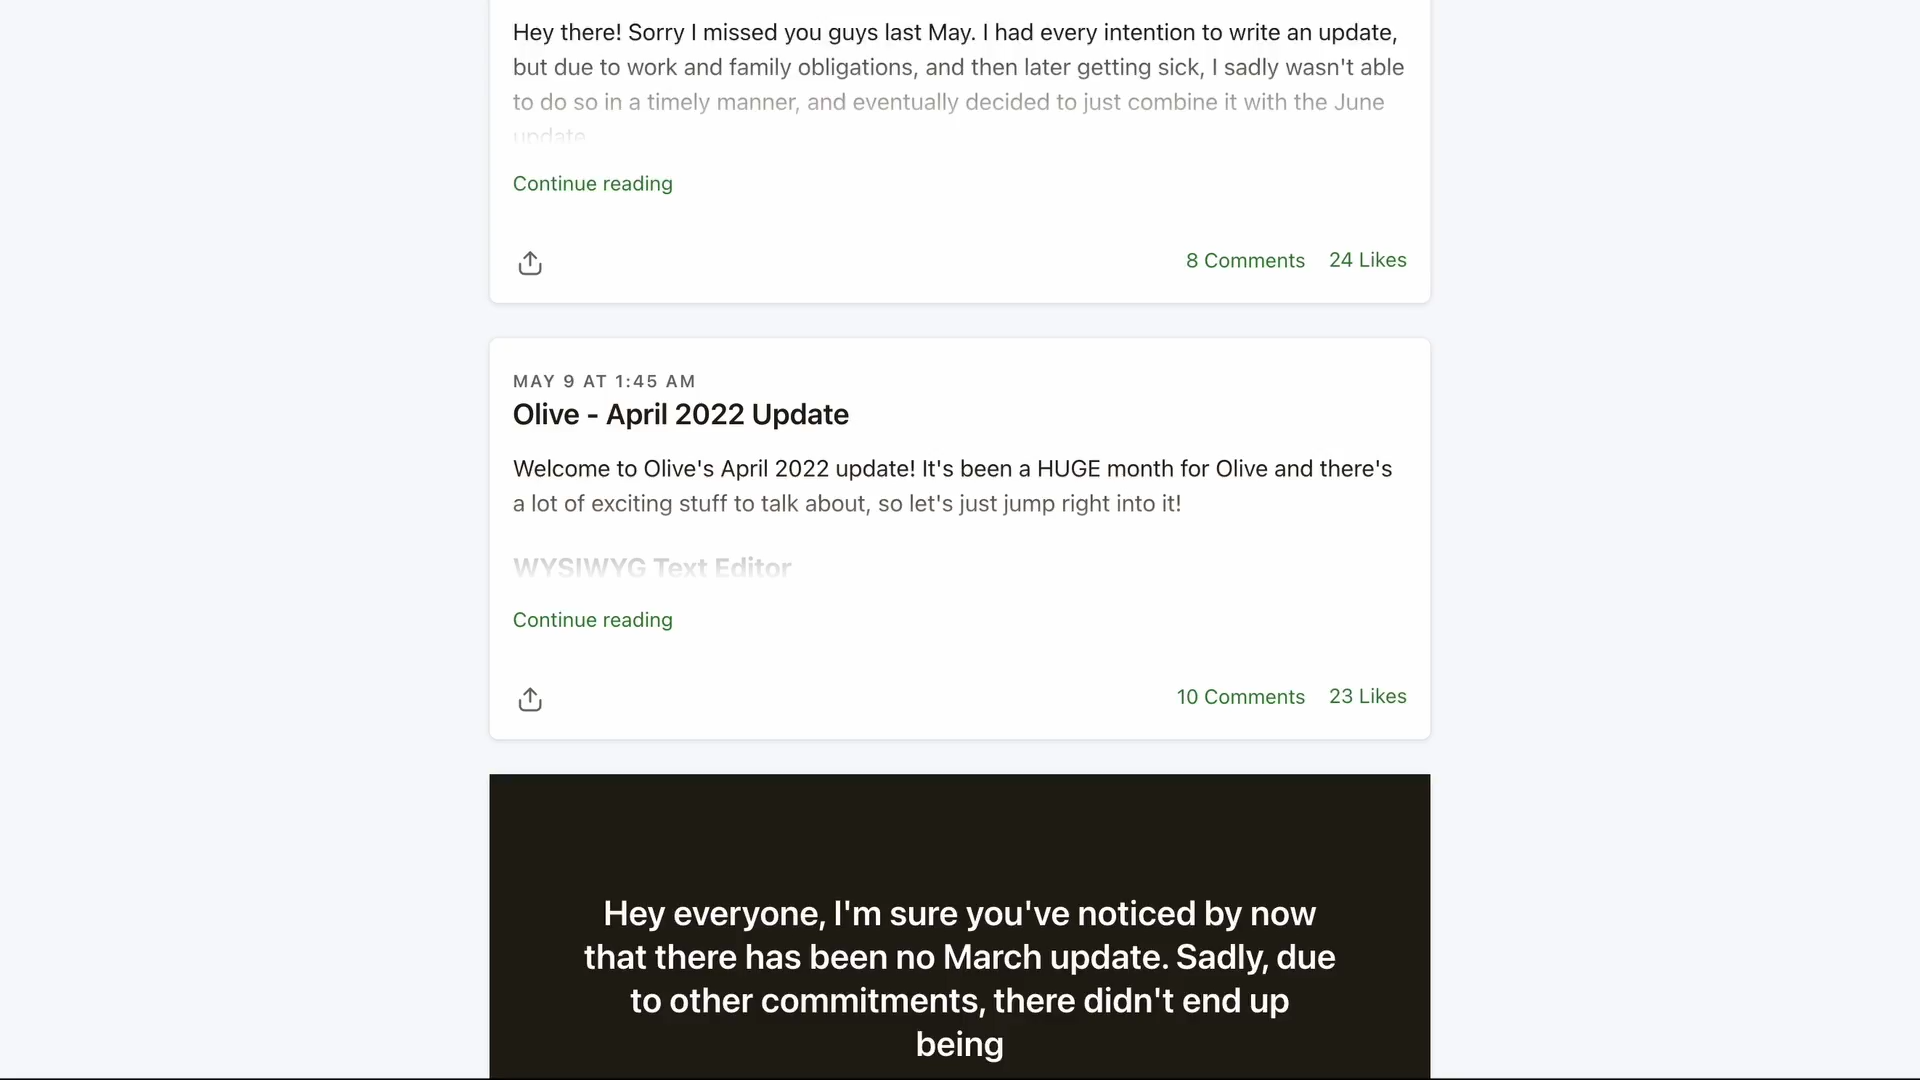 Hey there! Sorry I missed you guys last May. I had every intention to write an update,
but due to work and family obligations, and then later getting sick, I sadly wasn't able
to do so in a timely manner, and eventually decided to just combine it with the June
update
Continue reading
8 Comments 24 Likes
MAY 9 AT 1:45 AM
Olive - April 2022 Update
Welcome to Olive's April 2022 update! It's been a HUGE month for Olive and there's
a lot of exciting stuff to talk about, so let's just jump right into it!
WYSIWYG Text Editor
Continue reading
10 Comments 23 Likes
Hey everyone, I'm sure you've noticed by now
that there has been no March update. Sadly, due
to other commitments, there didn't end up
being